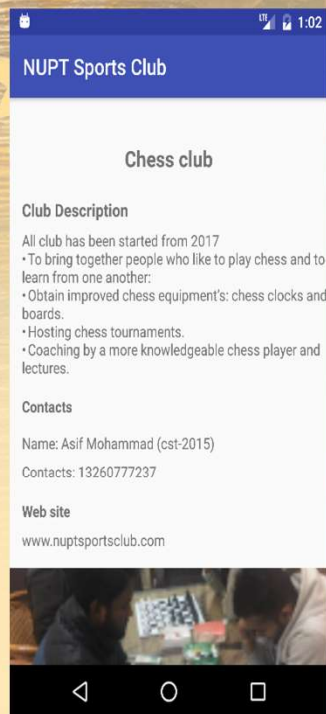 LTE 1:02
NUPT Sports Club
Chess club
Club Description
All club has been started from 2017
•To bring together people who like to play chess and to
learn from one another:
•Obtain improved chess equipment's: chess clocks and
boards.
•Hosting chess tournaments.
•Coaching by a more knowledgeable chess player and
lectures.
Contacts
Name: Asif Mohammad (cst-2015)
Contacts: 13260777237
Web site
www.nuptsportsclub.com